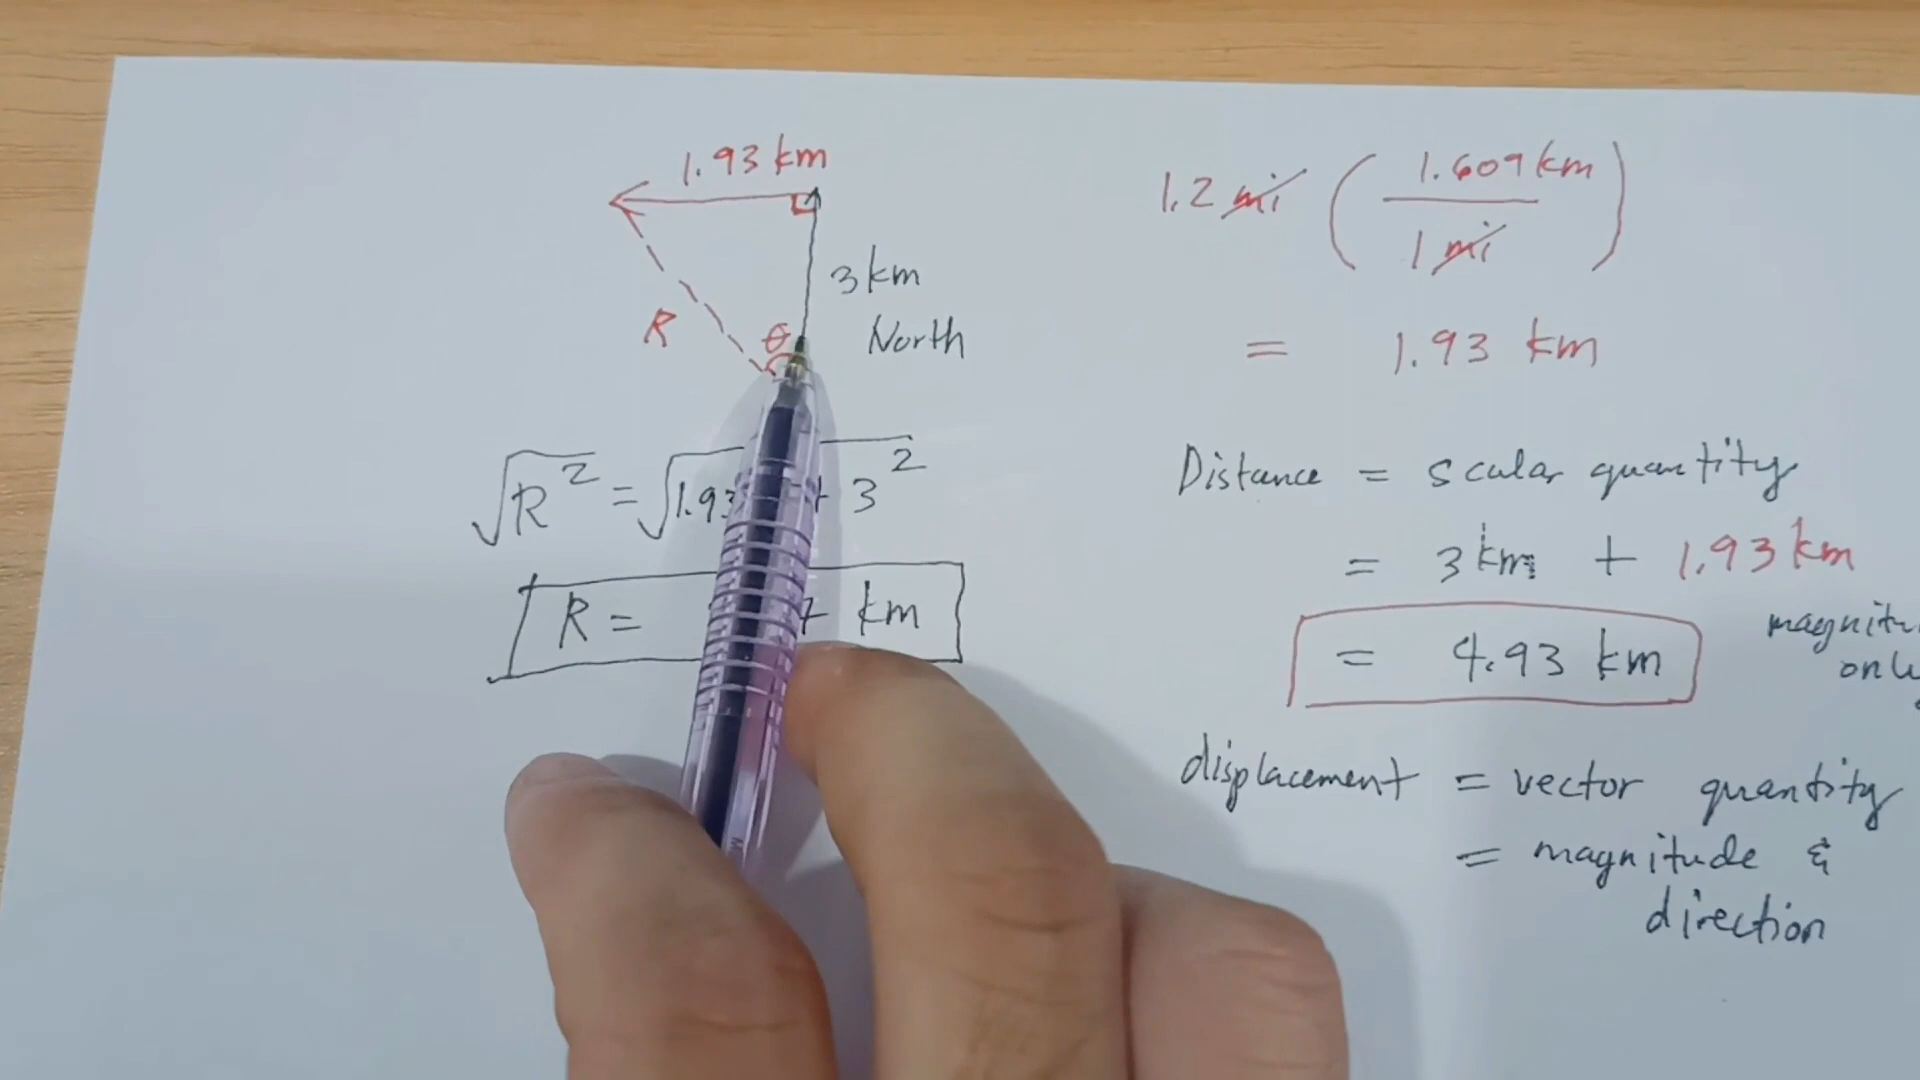 1.93 km
3 km
North
R
θ
√R² = √1.93 + 3²
R = km
1.2 mi ( 1.609 km / 1 mi )
= 1.93 km
Distance = scalar quantity
= 3 km + 1.93 km
= 4.93 km
magnitu
only
displacement = vector quantity
= magnitude &
direction